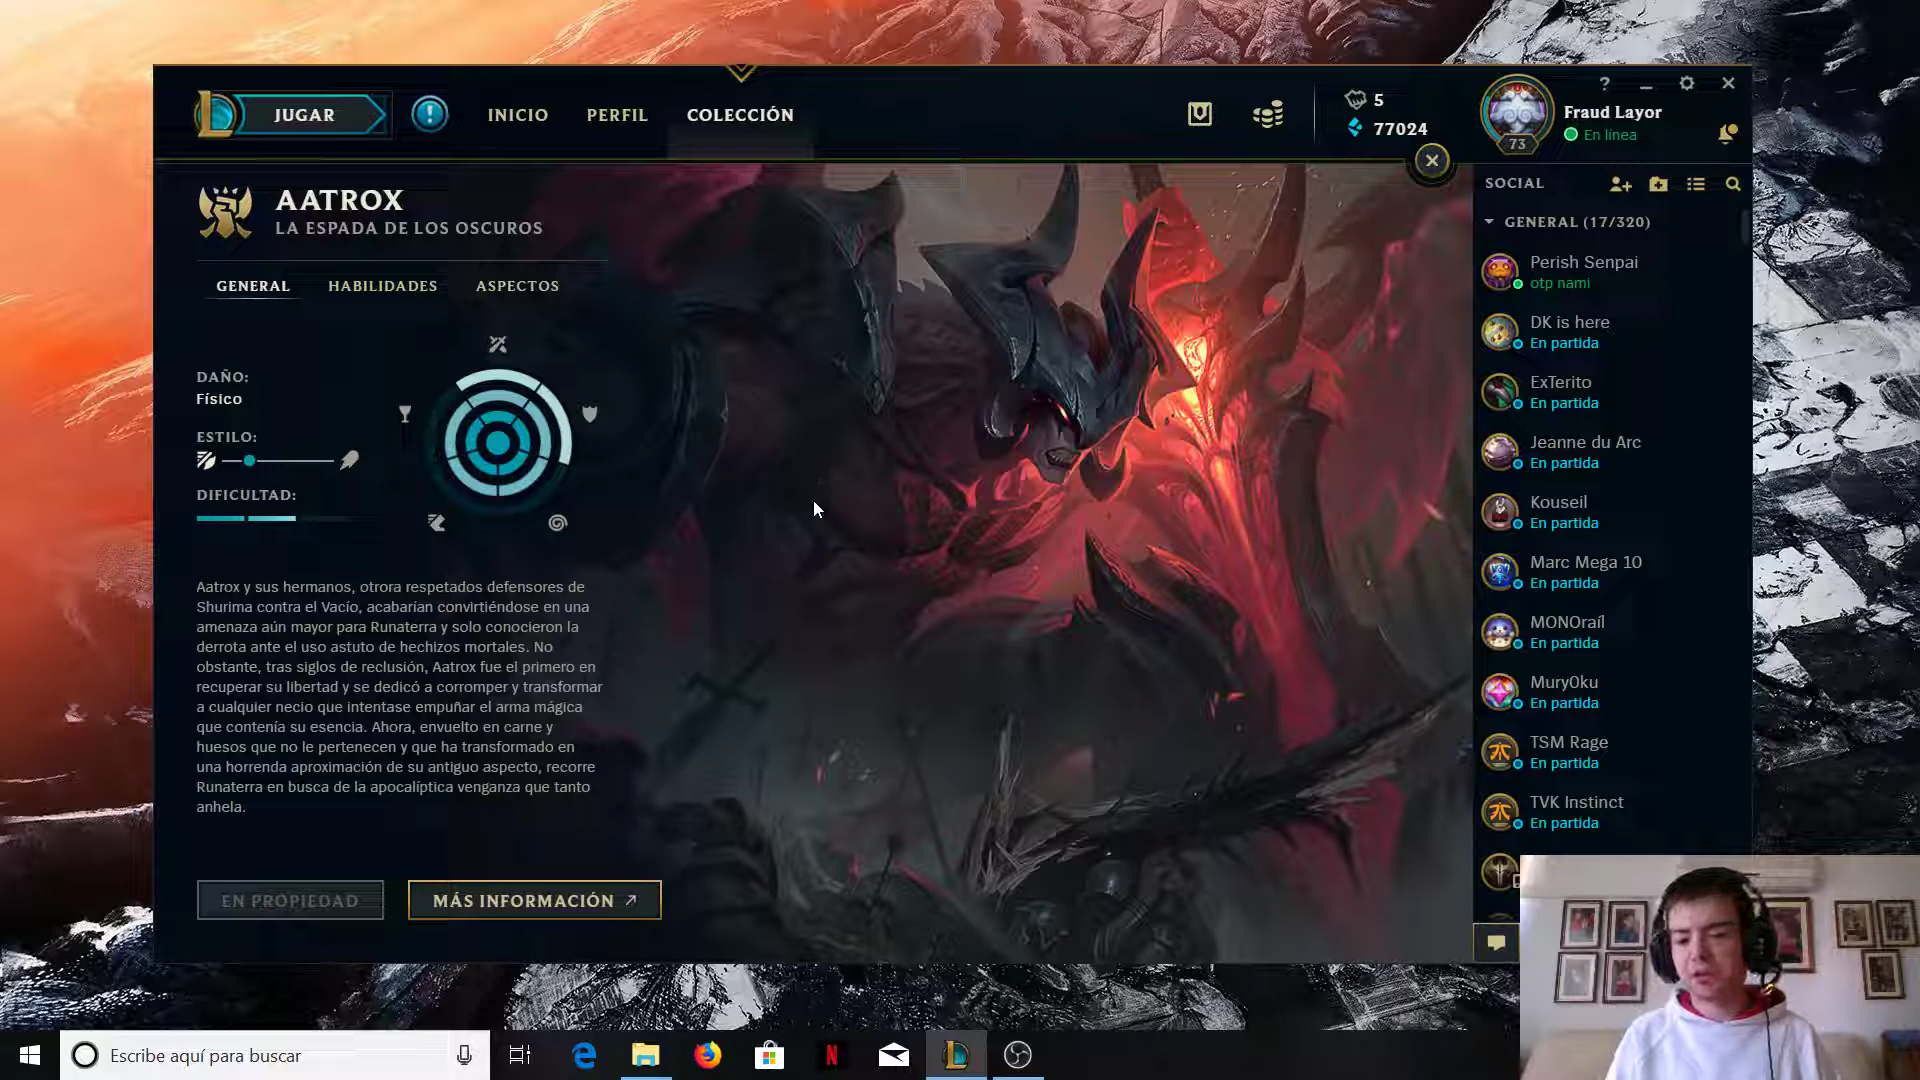 JUGAR
INICIO
PERFIL
COLECCIÓN
5
77024
73
?
Fraud Layor
En línea
AATROX
LA ESPADA DE LOS OSCUROS
GENERAL
HABILIDADES
ASPECTOS
DAÑO:
Físico
ESTILO:
DIFICULTAD:
Aatrox y sus hermanos, otrora respetados defensores de
Shurima contra el Vacío, acabarían convirtiéndose en una
amenaza aún mayor para Runaterra y solo conocieron la
derrota ante el uso astuto de hechizos mortales. No
obstante, tras siglos de reclusión, Aatrox fue el primero en
recuperar su libertad y se dedicó a corromper y transformar
a cualquier necio que intentase empuñar el arma mágica
que contenía su esencia. Ahora, envuelto en carne y
huesos que no le pertenecen y que ha transformado en
una horrenda aproximación de su antiguo aspecto, recorre
Runaterra en busca de la apocalíptica venganza que tanto
anhela.
EN PROPIEDAD
MÁS INFORMACIÓN
SOCIAL
GENERAL (17/320)
Perish Senpai
otp nami
DK is here
En partida
ExTerito
En partida
Jeanne du Arc
En partida
Kouseil
En partida
Marc Mega 10
En partida
MONOraíl
En partida
Mury0ku
En partida
TSM Rage
En partida
TVK Instinct
En partida
Escribe aquí para buscar